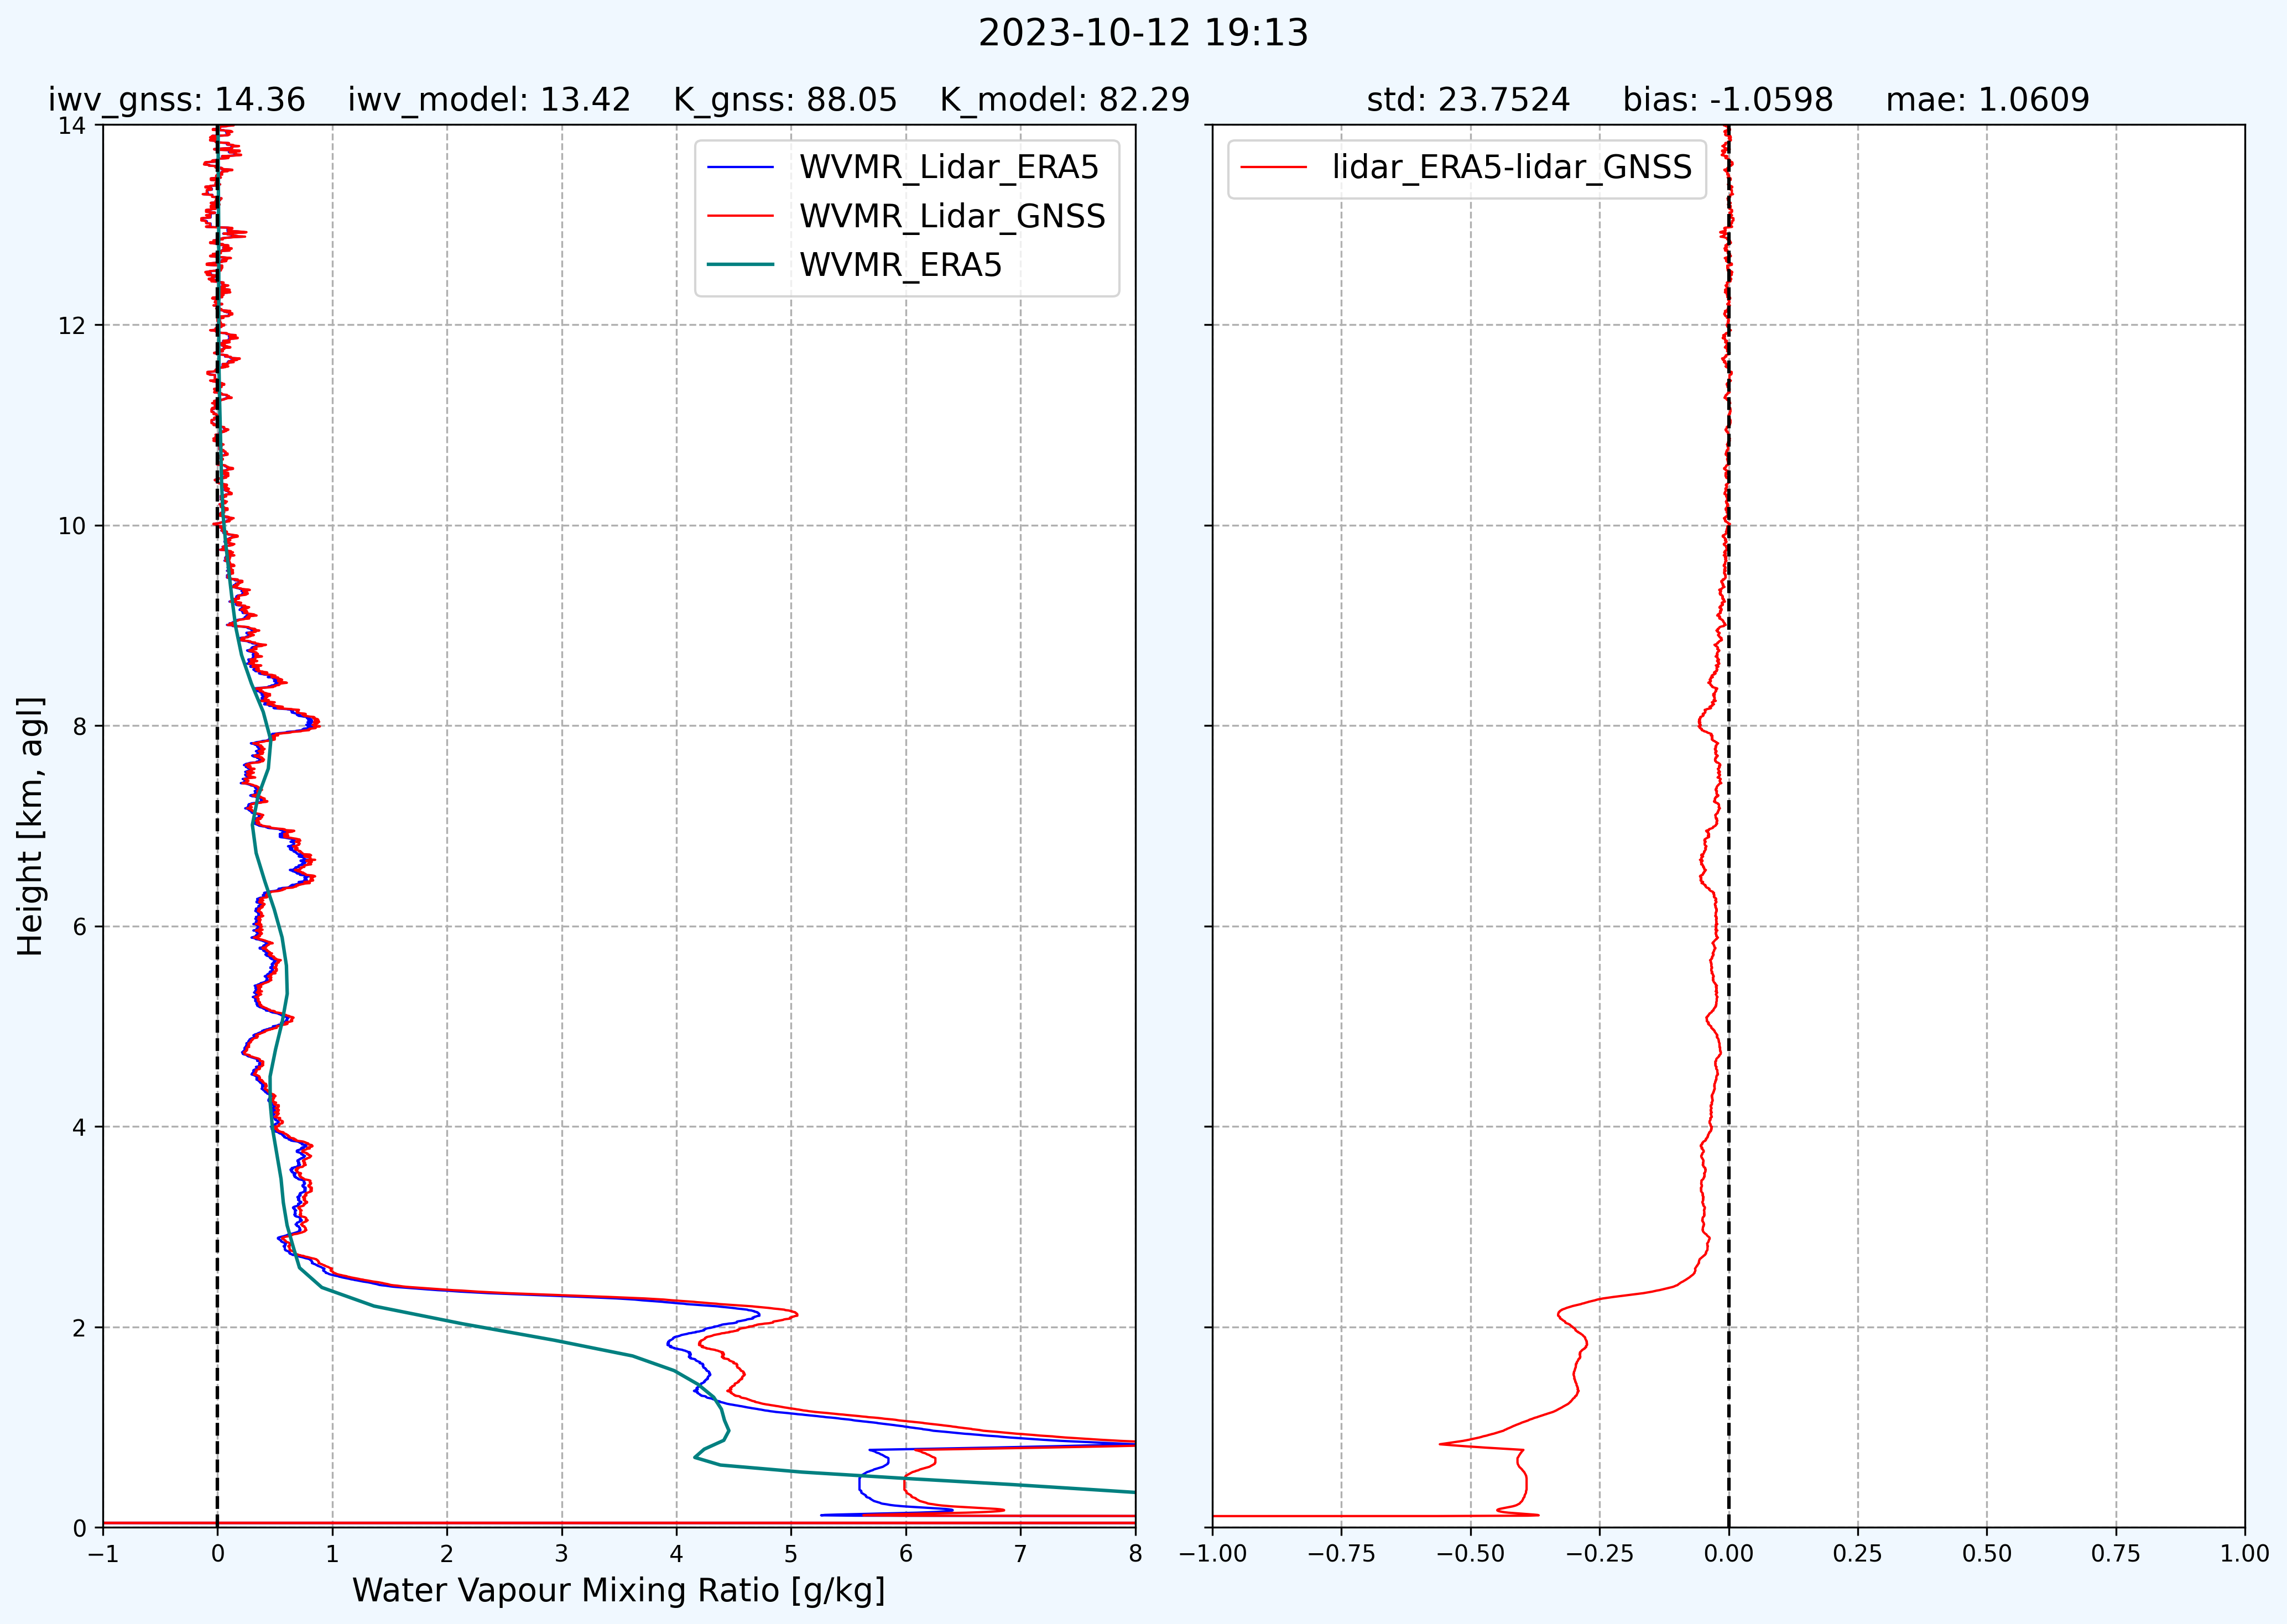 2023-10-12 19:13
iwv_gnss: 14.36 iwv_model: 13.42 K_gnss: 88.05 K_model: 82.29
std: 23.7524 bias: -1.0598 mae: 1.0609
WVMR_Lidar_ERA5
WVMR_Lidar_GNSS
WVMR_ERA5
lidar_ERA5-lidar_GNSS
Height [km, agl]
14
12
10
8
6
4
2
0
−1 0 1 2 3 4 5 6 7 8
Water Vapour Mixing Ratio [g/kg]
−1.00 −0.75 −0.50 −0.25 0.00 0.25 0.50 0.75 1.00